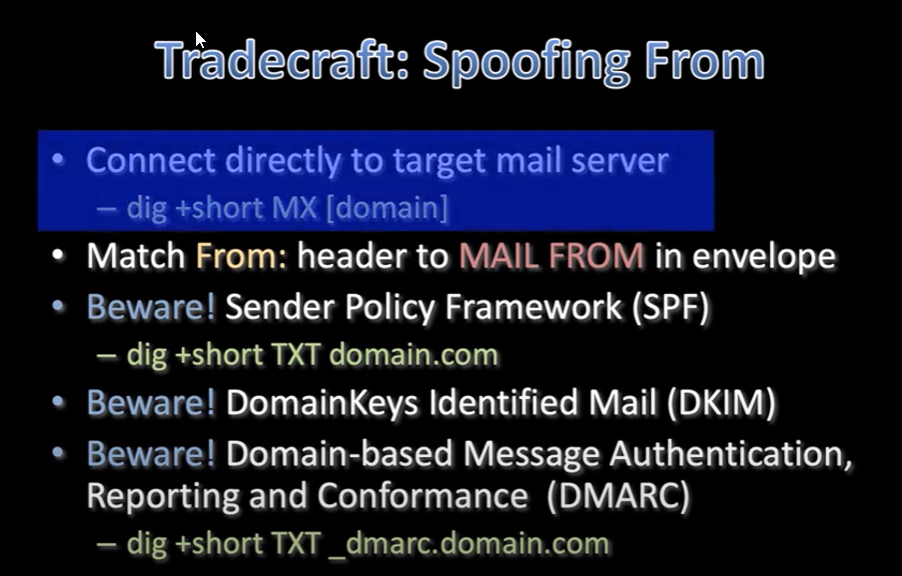 Tradecraft: Spoofing From
• Connect directly to target mail server
– dig +short MX [domain]
• Match From: header to MAIL FROM in envelope
• Beware! Sender Policy Framework (SPF)
– dig +short TXT domain.com
• Beware! DomainKeys Identified Mail (DKIM)
• Beware! Domain-based Message Authentication,
Reporting and Conformance (DMARC)
– dig +short TXT _dmarc.domain.com